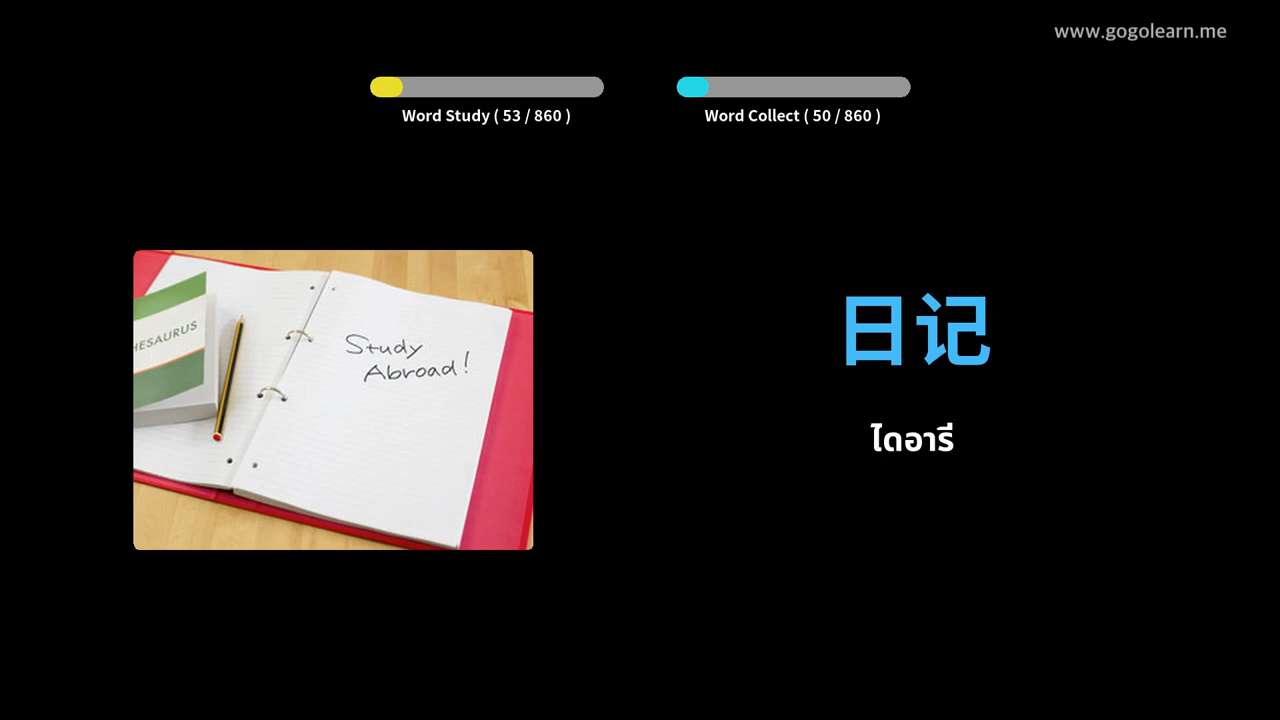 www.gogolearn.me
Word Study ( 53 / 860 )
Word Collect ( 50 / 860 )
HESAURUS
Study
Abroad!
日记
ไดอารี